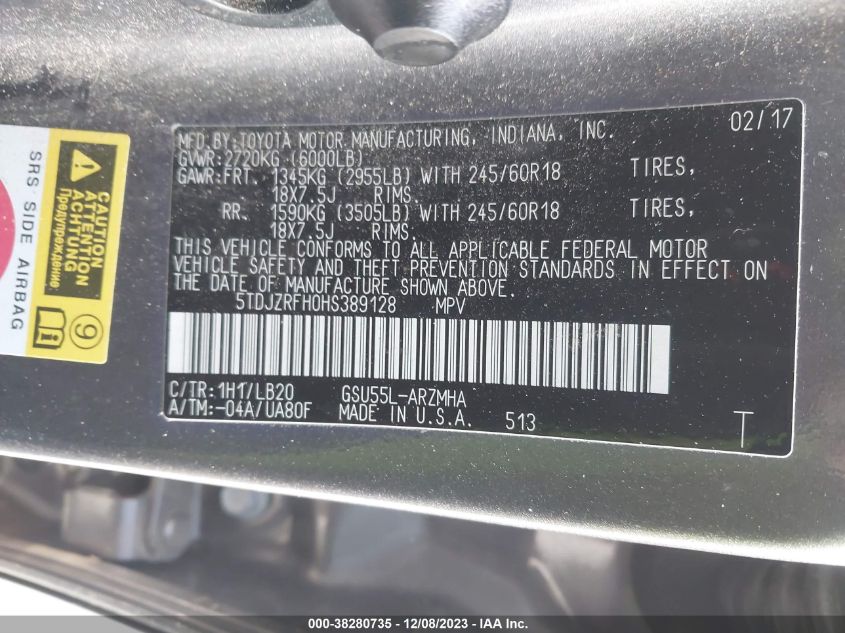 MFD.BY:TOYOTA MOTOR MANUFACTURING, INDIANA, INC. 02/17
GVWR:2720KG (6000LB)
GAWR:FRT. 1345KG (2955LB) WITH 245/60R18 TIRES,
18X7.5J RIMS.
RR. 1590KG (3505LB) WITH 245/60R18 TIRES,
18X7.5J RIMS.
THIS VEHICLE CONFORMS TO ALL APPLICABLE FEDERAL MOTOR
VEHICLE SAFETY AND THEFT PREVENTION STANDARDS IN EFFECT ON
THE DATE OF MANUFACTURE SHOWN ABOVE.
5TDJZRFH0HS389128 MPV
C/TR:1H1/LB20 GSU55L-ARZMHA
A/TM:-04A/UA80F MADE IN U.S.A. 513 T
SRS SIDE AIRBAG
CAUTION
ATTENTION
ACHTUNG
Предупреждение
9
000-38280735 - 12/08/2023 - IAA Inc.